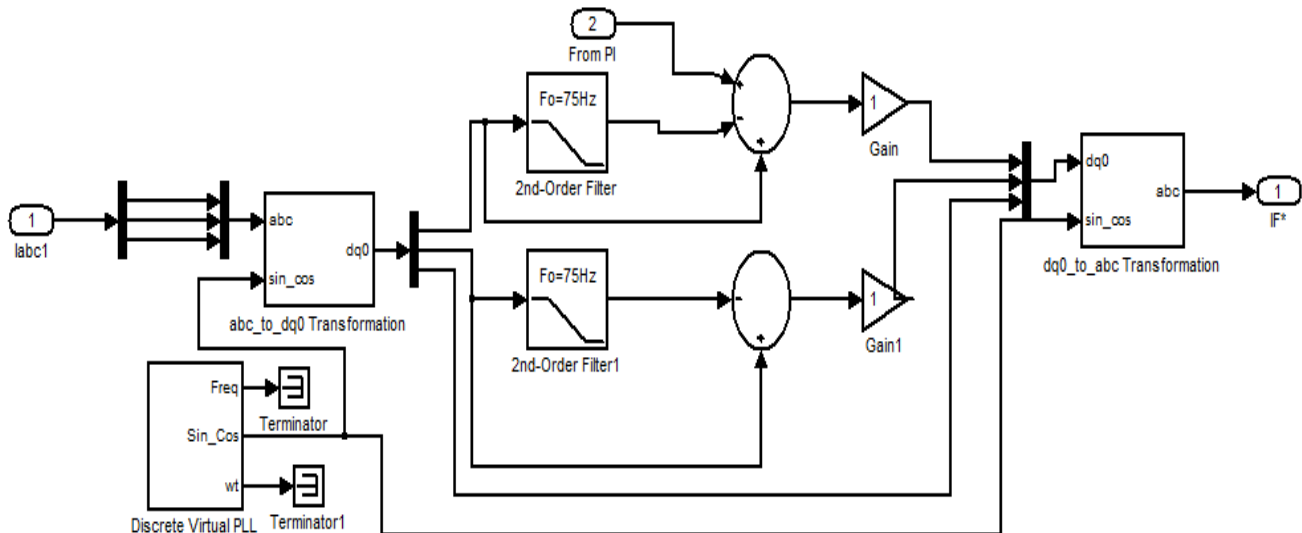 2
From PI
Fo=75Hz
2nd-Order Filter
+
-
+
1
Gain
1
Iabc1
abc
sin_cos
dq0
abc_to_dq0 Transformation
Fo=75Hz
2nd-Order Filter1
-
+
1
Gain1
dq0
sin_cos
abc
dq0_to_abc Transformation
1
IF*
Freq
Sin_Cos
wt
Discrete Virtual PLL
Terminator
Terminator1